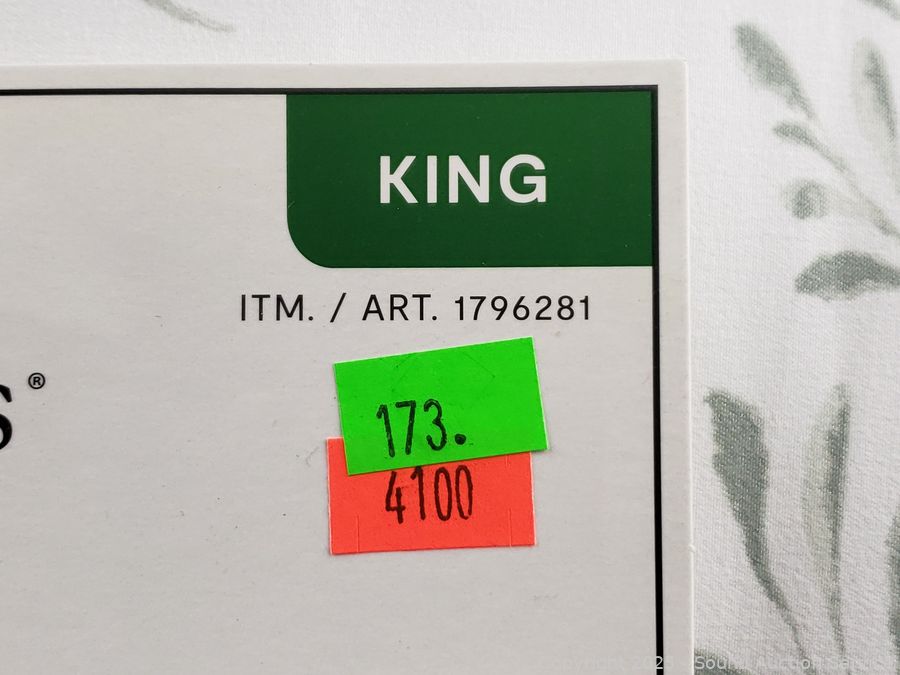 KING
ITM. / ART. 1796281
s®
173.
4100